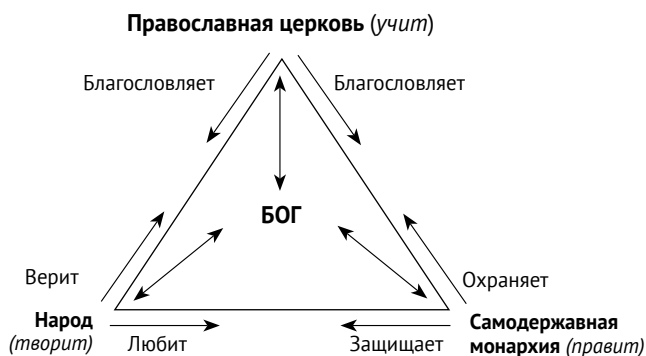 Православная церковь (учит)
Благословляет
Благословляет
БОГ
Верит
Охраняет
Народ
(творит)
Любит
Защищает
Самодержавная
монархия (правит)